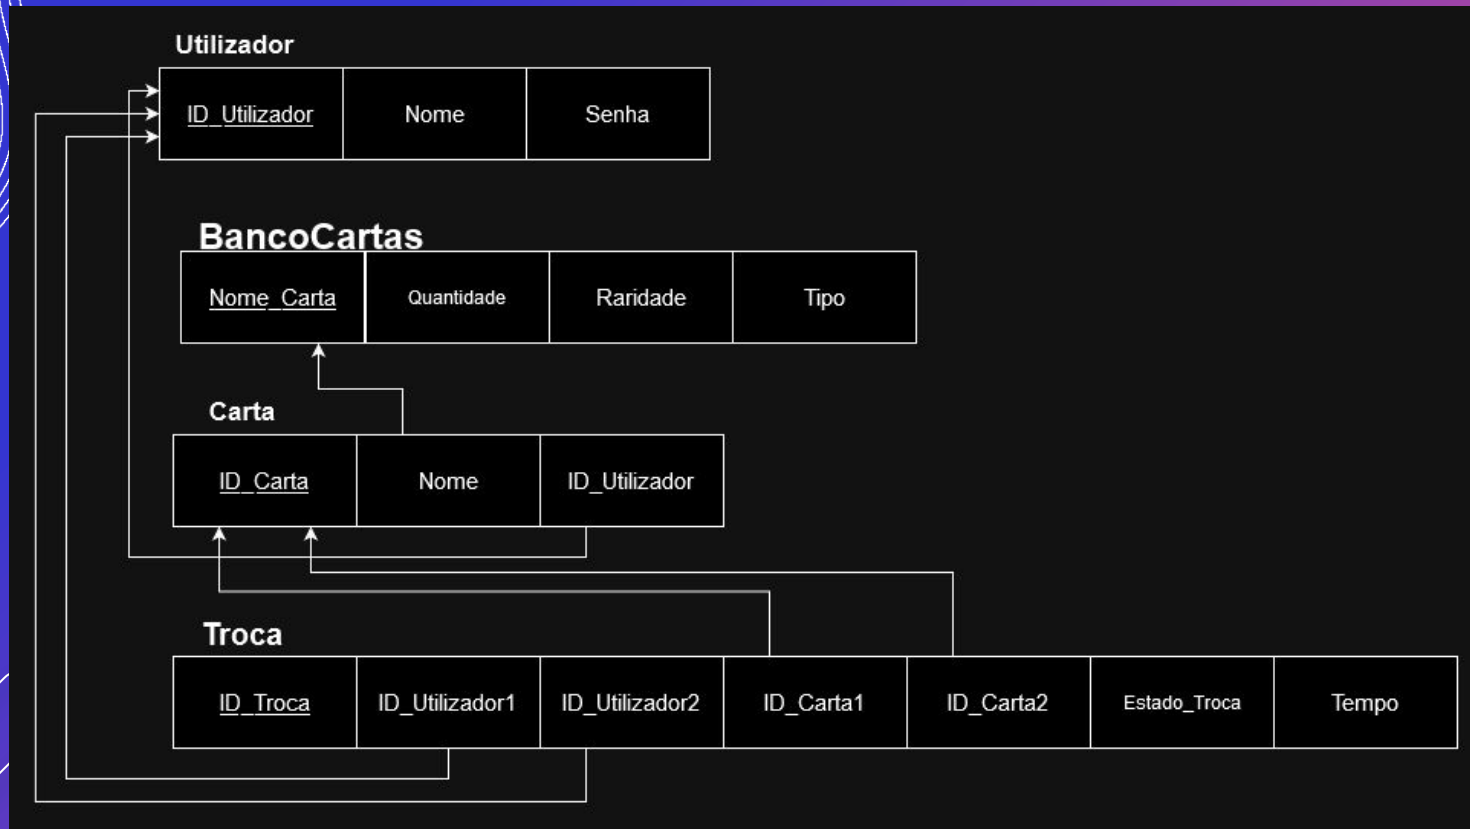 Utilizador
ID_Utilizador Nome Senha
BancoCartas
Nome_Carta Quantidade Raridade Tipo
Carta
ID_Carta Nome ID_Utilizador
Troca
ID_Troca ID_Utilizador1 ID_Utilizador2 ID_Carta1 ID_Carta2 Estado_Troca Tempo